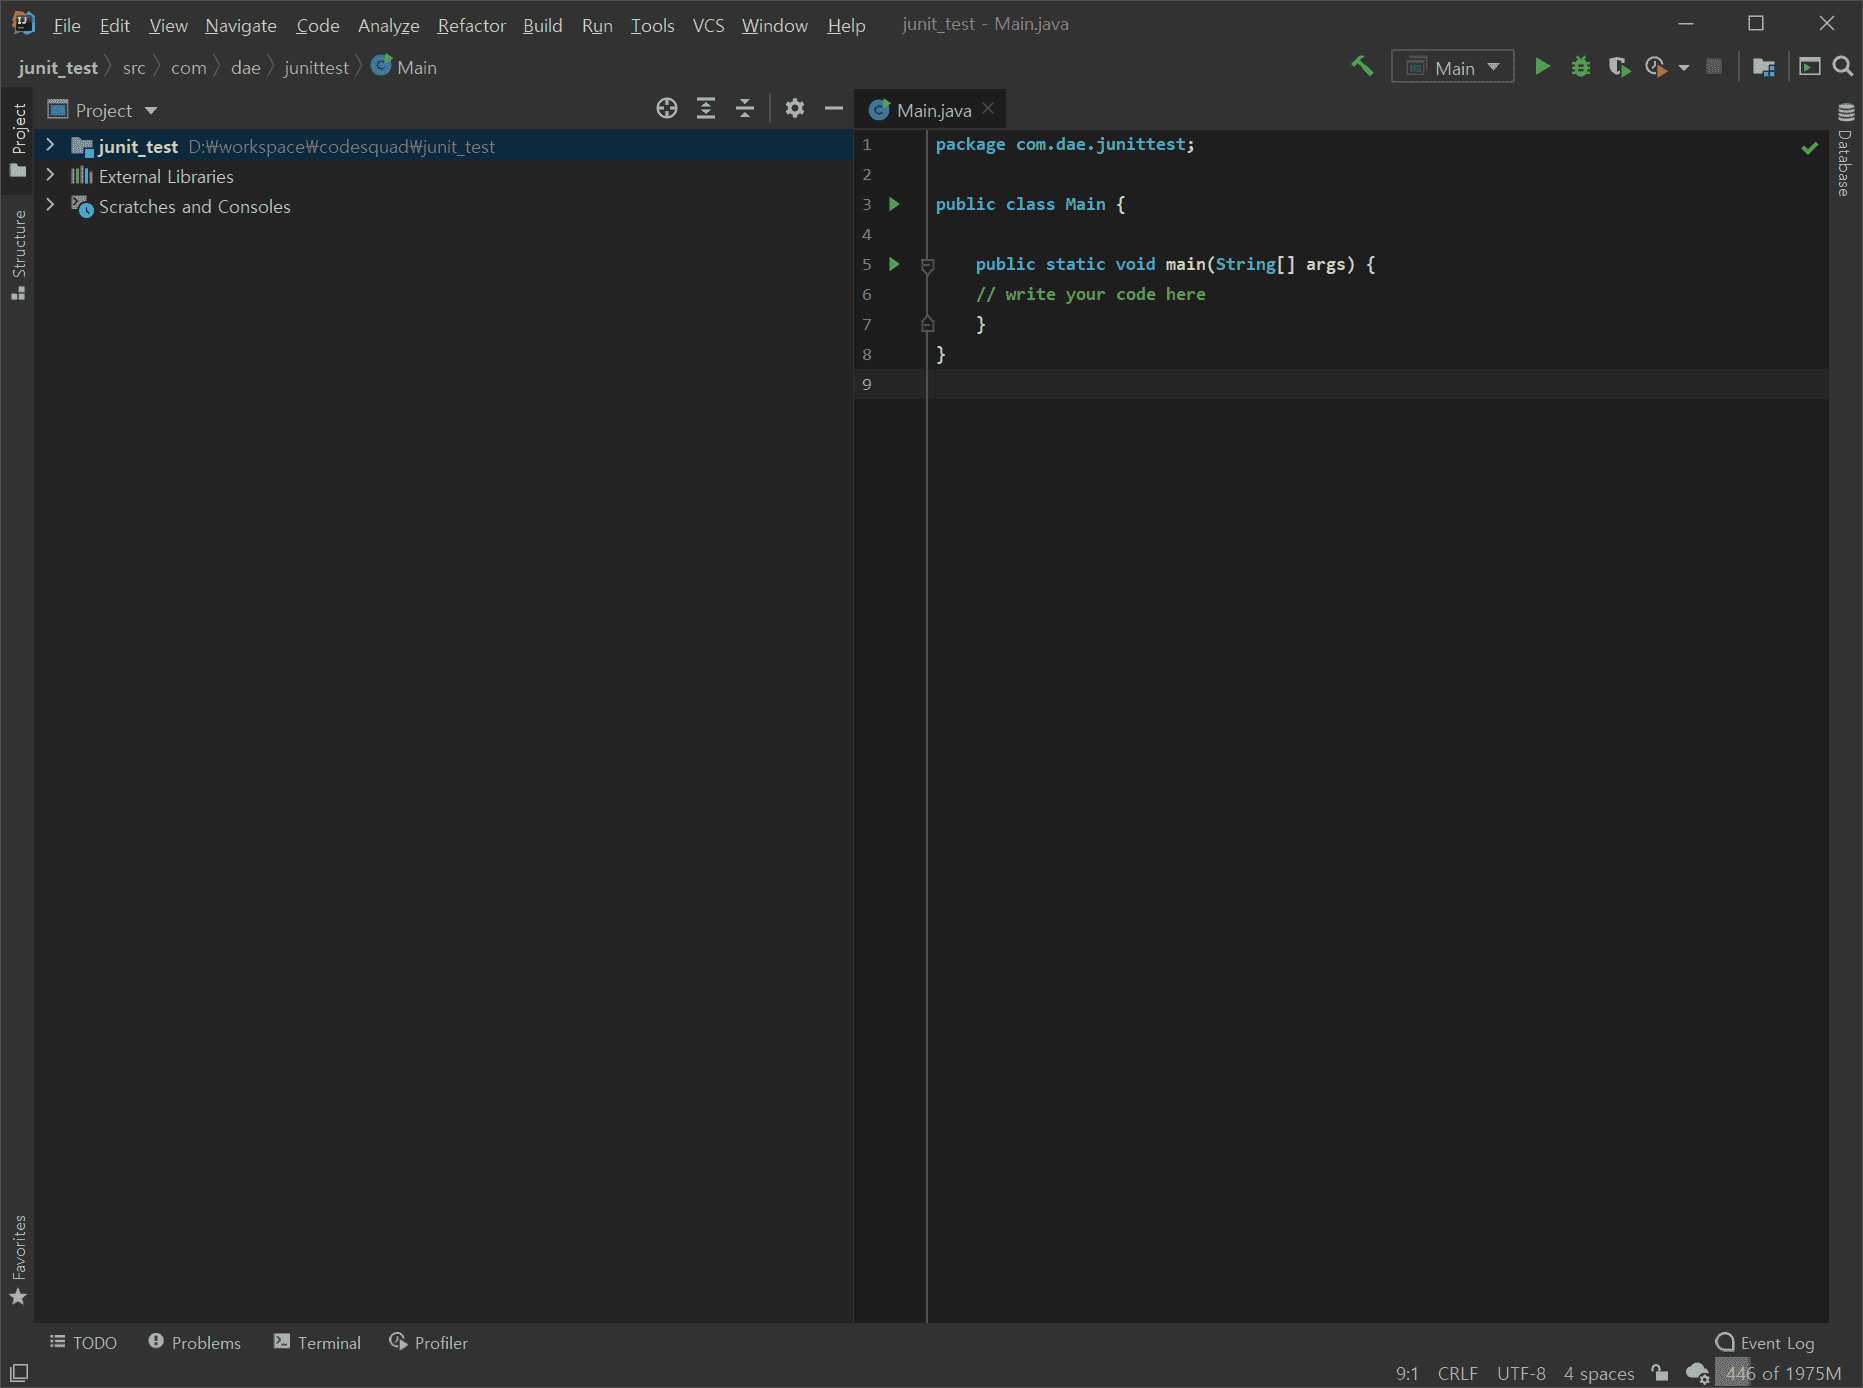 File Edit View Navigate Code Analyze Refactor Build Run Tools VCS Window Help junit_test - Main.java
junit_test src com dae junittest Main
Main
Project
Main.java
junit_test D:₩workspace₩codesquad₩junit_test
External Libraries
Scratches and Consoles
Project
Structure
Favorites
1 package com.dae.junittest;
2
3 public class Main {
4
5 public static void main(String[] args) {
6 // write your code here
7 }
8 }
9
Database
TODO Problems Terminal Profiler Event Log
9:1 CRLF UTF-8 4 spaces 446 of 1975M